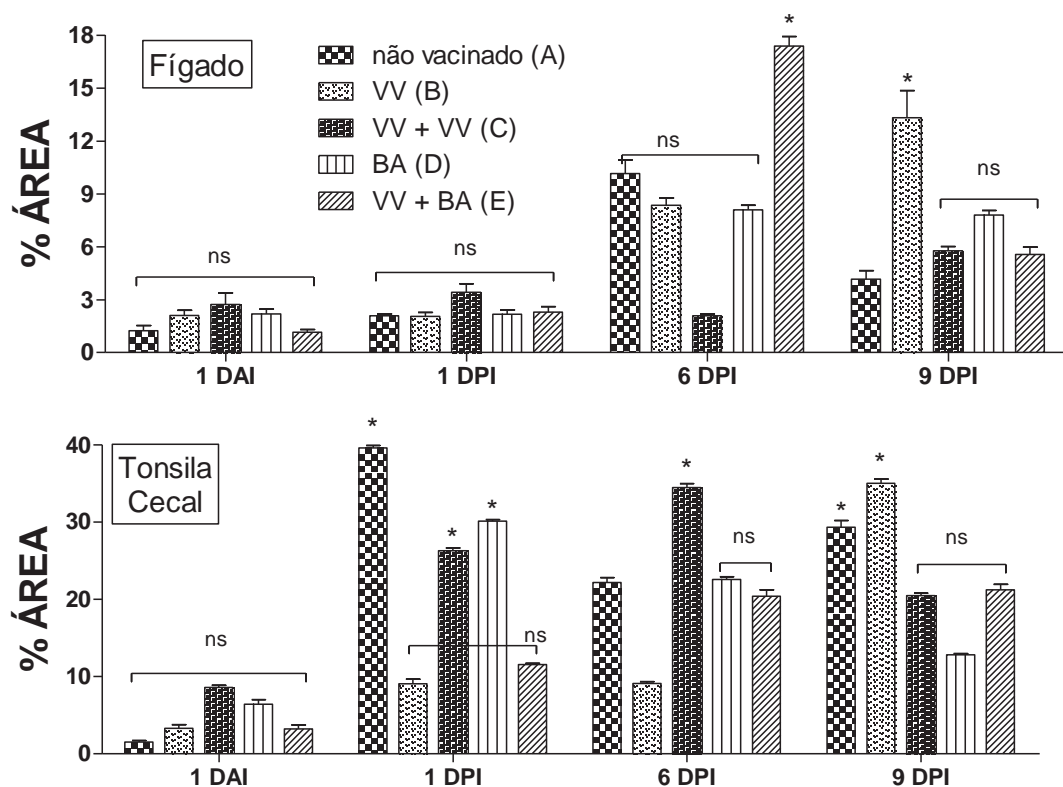 Fígado
não vacinado (A)
VV (B)
VV + VV (C)
BA (D)
VV + BA (E)
% ÁREA
18
15
12
9
6
3
0
ns
ns
ns
*
*
ns
1 DAI
1 DPI
6 DPI
9 DPI
Tonsila
Cecal
% ÁREA
40
30
20
10
0
ns
*
*
*
ns
*
ns
*
*
ns
1 DAI
1 DPI
6 DPI
9 DPI